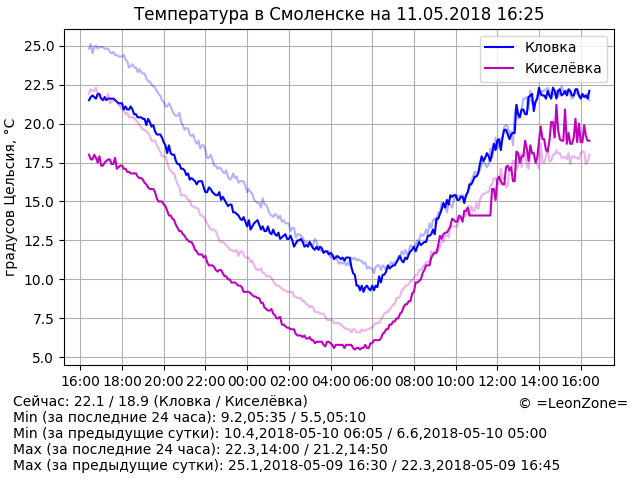 Температура в Смоленске на 11.05.2018 16:25
градусов Цельсия, °C
25.0
22.5
20.0
17.5
15.0
12.5
10.0
7.5
5.0
Кловка
Киселёвка
16:00 18:00 20:00 22:00 00:00 02:00 04:00 06:00 08:00 10:00 12:00 14:00 16:00
Сейчас: 22.1 / 18.9 (Кловка / Киселёвка)
© =LeonZone=
Min (за последние 24 часа): 9.2,05:35 / 5.5,05:10
Min (за предыдущие сутки): 10.4,2018-05-10 06:05 / 6.6,2018-05-10 05:00
Max (за последние 24 часа): 22.3,14:00 / 21.2,14:50
Max (за предыдущие сутки): 25.1,2018-05-09 16:30 / 22.3,2018-05-09 16:45